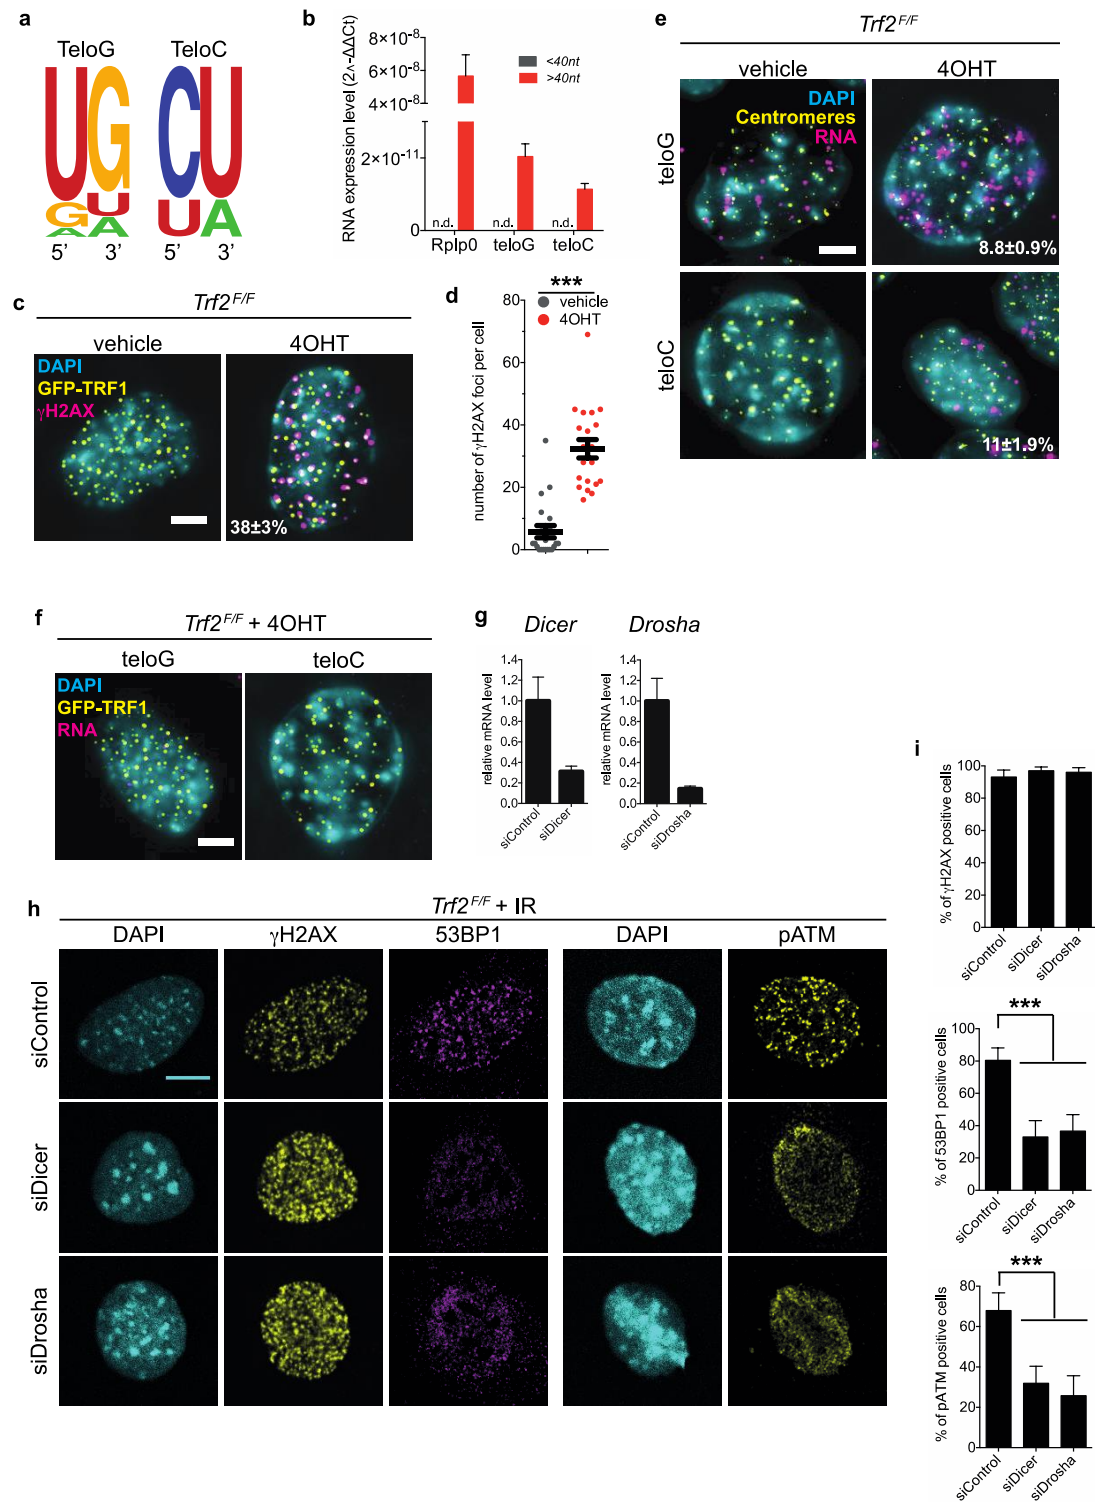 a
TeloG
TeloC
UG
CU
GU
UA
AA
5’ 3’ 5’ 3’
b
RNA expression level (2^-ΔΔCt)
8×10-8
6×10-8
4×10-8
2×10-11
0
<40nt
>40nt
n.d. n.d. n.d.
Rplp0 teloG teloC
c
Trf2F/F
vehicle 4OHT
DAPI
GFP-TRF1
γH2AX
38±3%
d
***
vehicle
4OHT
number of γH2AX foci per cell
80
60
40
20
0
e
Trf2F/F
vehicle 4OHT
DAPI
Centromeres
RNA
teloG
8.8±0.9%
teloC
11±1.9%
f
Trf2F/F + 4OHT
teloG teloC
DAPI
GFP-TRF1
RNA
g
Dicer
relative mRNA level
1.4
1.2
1.0
0.8
0.6
0.4
0.2
0.0
siControl
siDicer
Drosha
relative mRNA level
1.4
1.2
1.0
0.8
0.6
0.4
0.2
0.0
siControl
siDrosha
h
Trf2F/F + IR
DAPI γH2AX 53BP1 DAPI pATM
siControl
siDicer
siDrosha
i
% of γH2AX positive cells
100
80
60
40
20
0
siControl
siDicer
siDrosha
***
% of 53BP1 positive cells
100
80
60
40
20
0
siControl
siDicer
siDrosha
***
% of pATM positive cells
80
60
40
20
0
siControl
siDicer
siDrosha